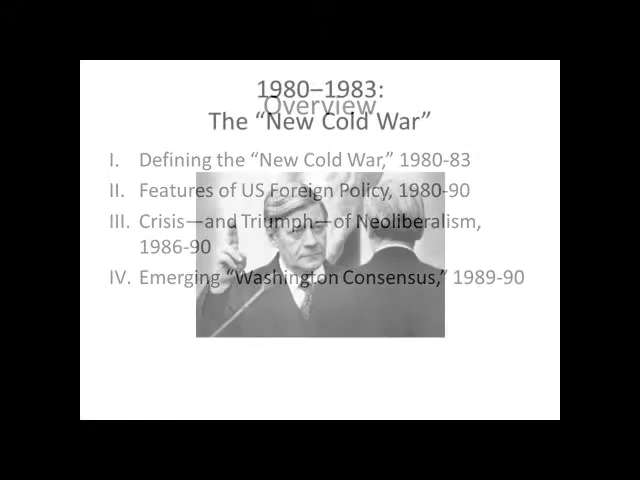 1980–1983:
Overview
The “New Cold War”
I. Defining the “New Cold War,” 1980-83
II. Features of US Foreign Policy, 1980-90
III. Crisis—and Triumph—of Neoliberalism,
1986-90
IV. Emerging “Washington Consensus,” 1989-90